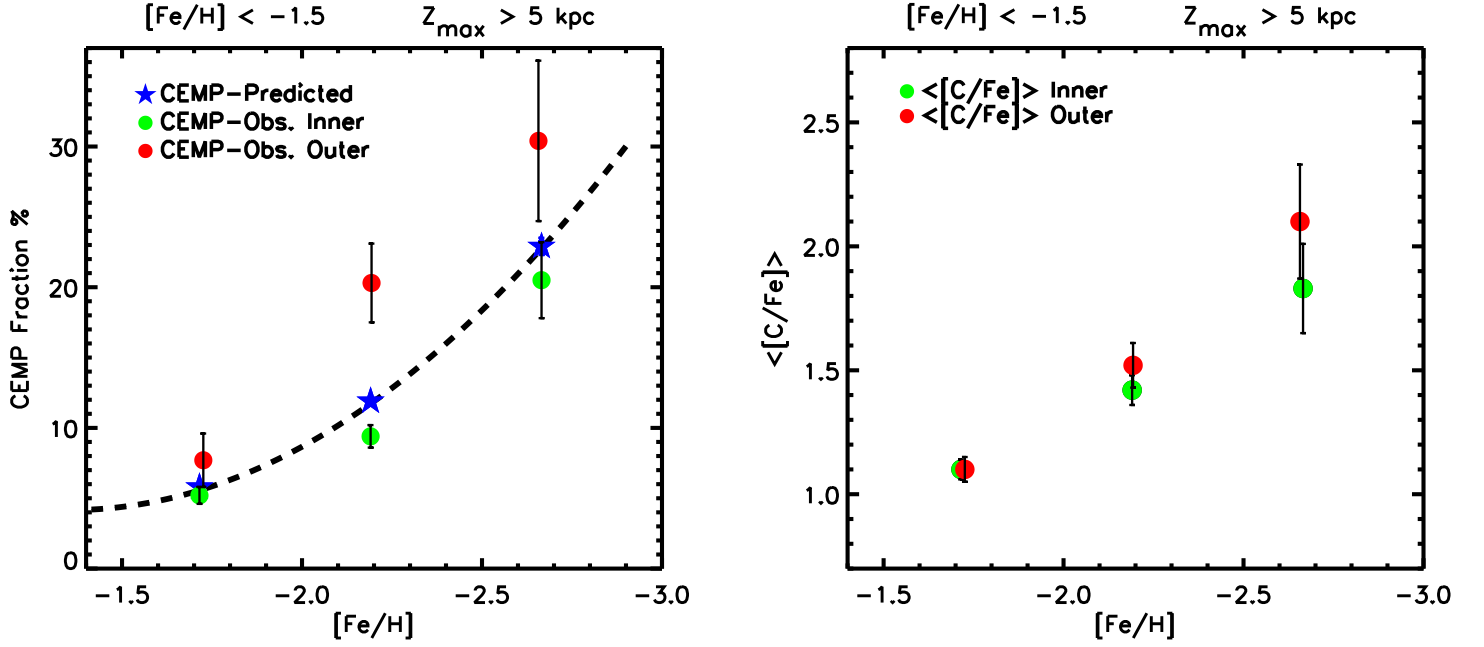 [Fe/H] < -1.5 Zmax > 5 kpc
CEMP-Predicted
CEMP-Obs. Inner
CEMP-Obs. Outer
CEMP Fraction %
30
20
10
0
-1.5 -2.0 -2.5 -3.0
[Fe/H]
[Fe/H] < -1.5 Zmax > 5 kpc
<[C/Fe]> Inner
<[C/Fe]> Outer
<[C/Fe]>
2.5
2.0
1.5
1.0
-1.5 -2.0 -2.5 -3.0
[Fe/H]